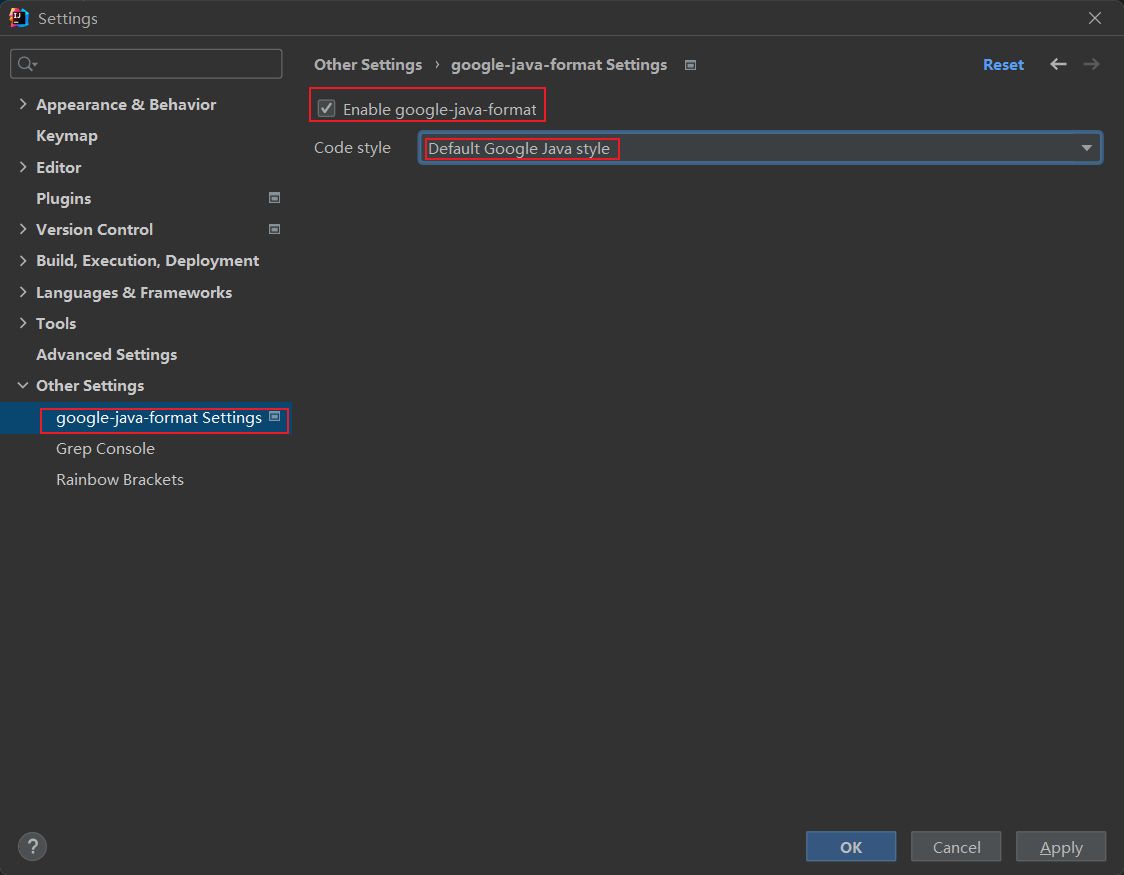 Settings
Appearance & Behavior
Keymap
Editor
Plugins
Version Control
Build, Execution, Deployment
Languages & Frameworks
Tools
Advanced Settings
Other Settings
google-java-format Settings
Grep Console
Rainbow Brackets
Other Settings › google-java-format Settings
Reset
Enable google-java-format
Code style
Default Google Java style
?
OK
Cancel
Apply